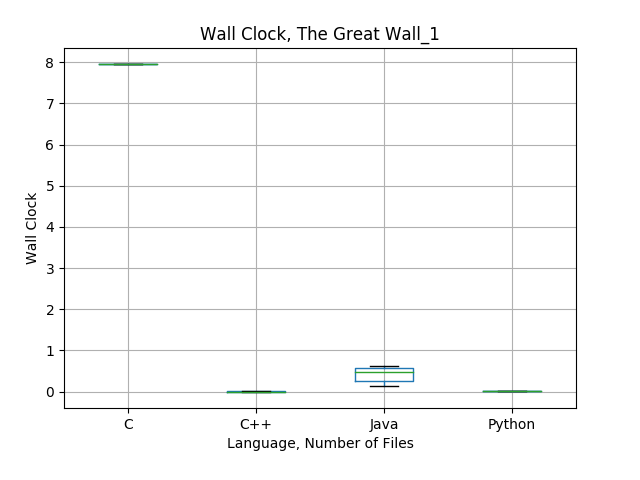 Wall Clock, The Great Wall_1
8
7
6
5
4
3
2
1
0
Wall Clock
C C++ Java Python
Language, Number of Files